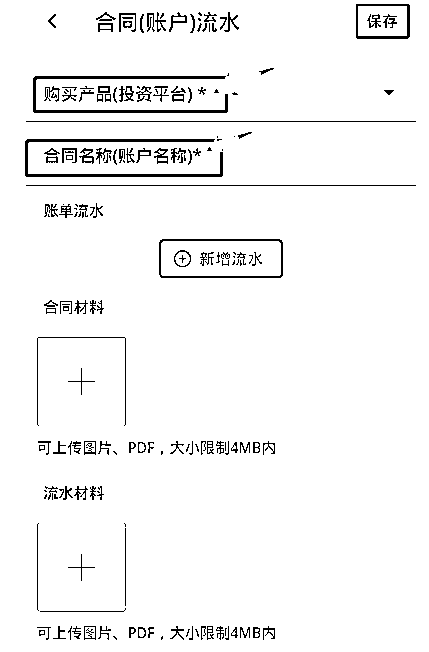 合同(账户)流水
保存
购买产品(投资平台) *
合同名称(账户名称)*
账单流水
新增流水
合同材料
可上传图片、PDF，大小限制4MB内
流水材料
可上传图片、PDF，大小限制4MB内